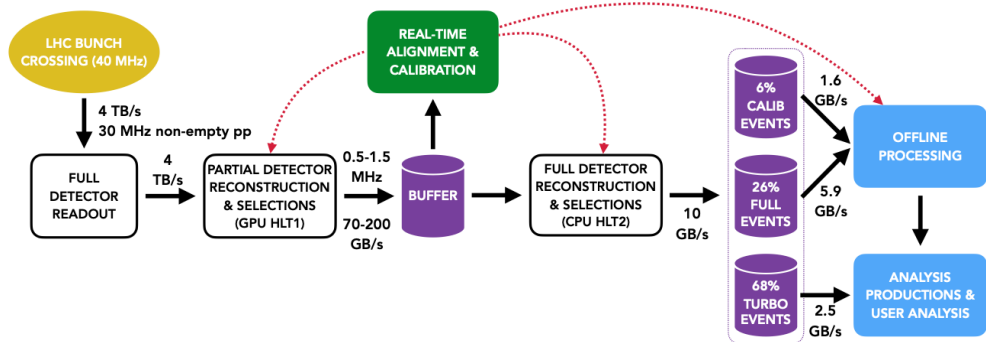 LHC BUNCH
CROSSING (40 MHz)
4 TB/s
30 MHz non-empty pp
FULL
DETECTOR
READOUT
4
TB/s
PARTIAL DETECTOR
RECONSTRUCTION
& SELECTIONS
(GPU HLT1)
0.5-1.5
MHz
70-200
GB/s
REAL-TIME
ALIGNMENT &
CALIBRATION
BUFFER
FULL DETECTOR
RECONSTRUCTION
& SELECTIONS
(CPU HLT2)
10
GB/s
6%
CALIB
EVENTS
26%
FULL
EVENTS
68%
TURBO
EVENTS
1.6
GB/s
5.9
GB/s
2.5
GB/s
OFFLINE
PROCESSING
ANALYSIS
PRODUCTIONS &
USER ANALYSIS